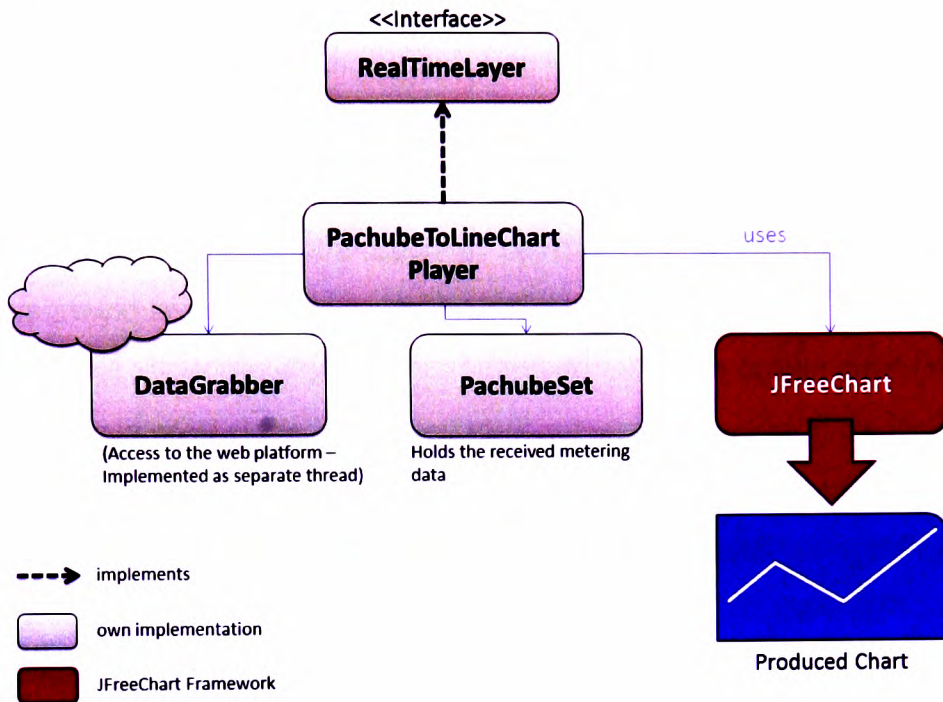 <<Interface>>
RealTimeLayer
PachubeToLineChart
Player
uses
DataGrabber
PachubeSet
JFreeChart
(Access to the web platform –
Implemented as separate thread)
Holds the received metering
data
implements
own implementation
JFreeChart Framework
Produced Chart